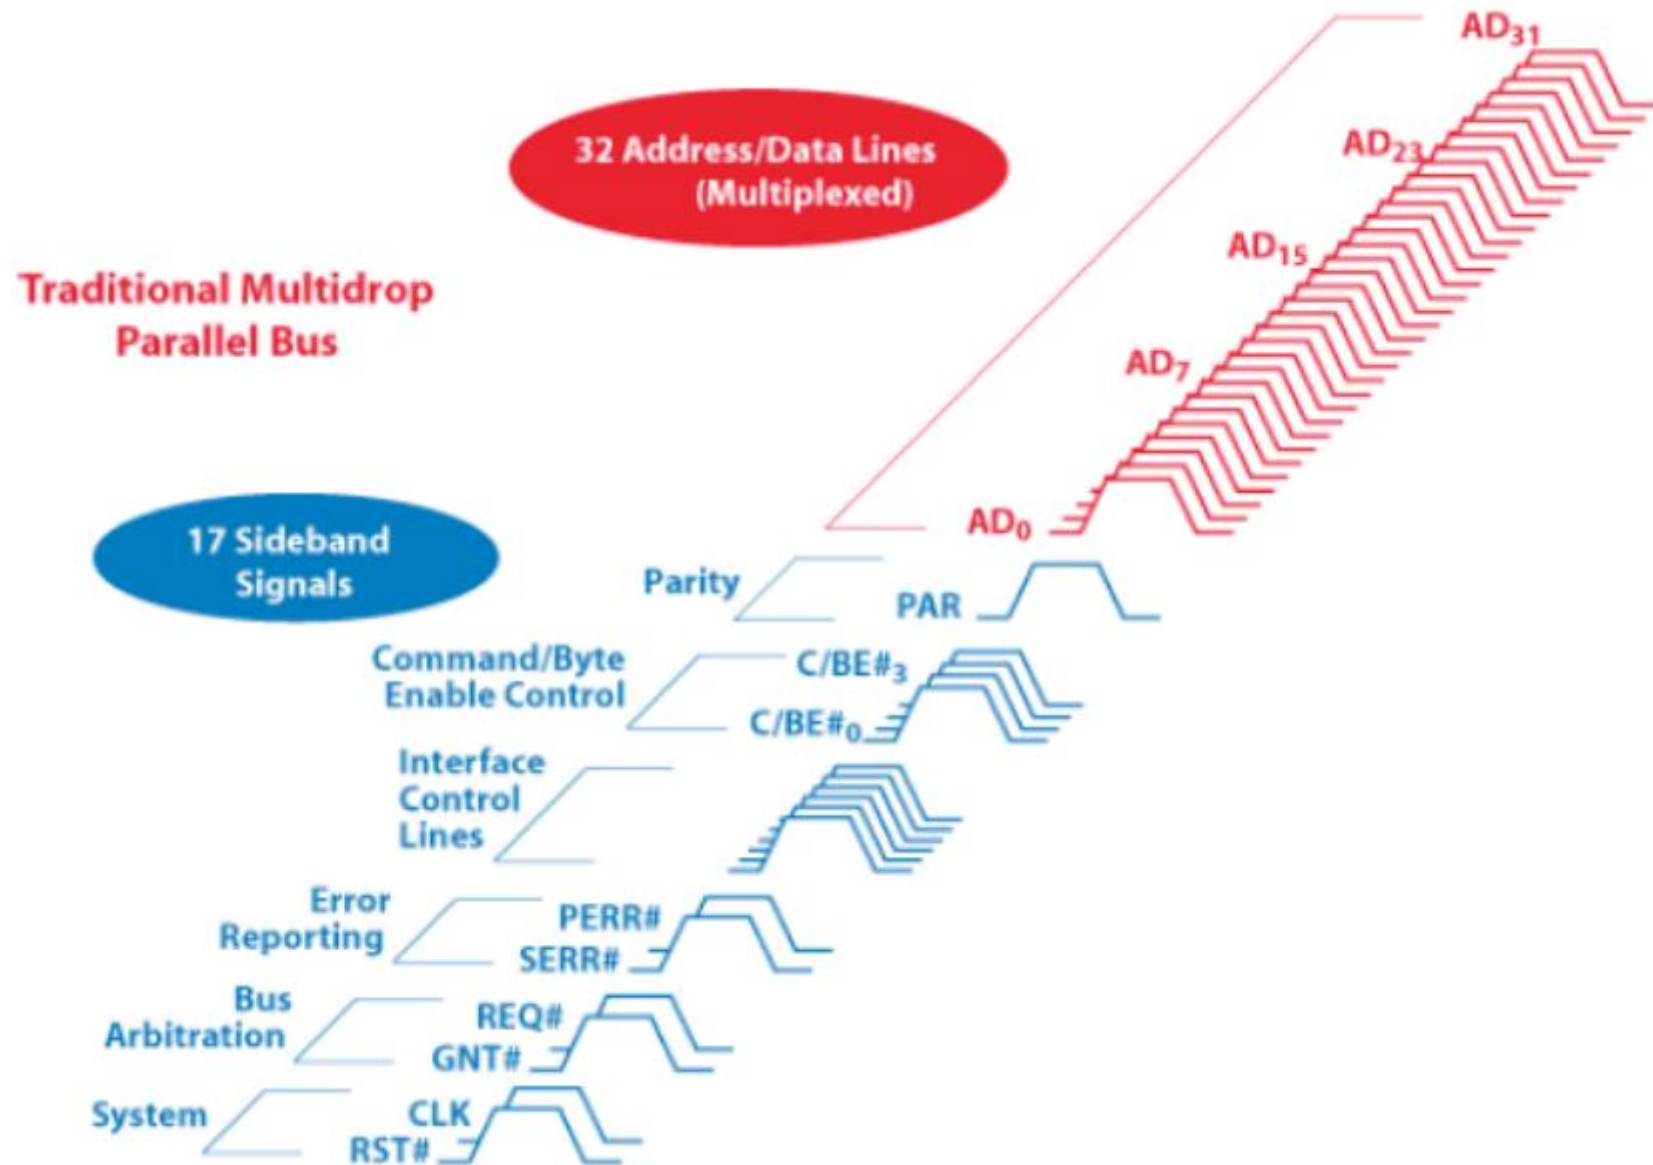 AD₃₁
32 Address/Data Lines
(Multiplexed)
AD₂₃
AD₁₅
Traditional Multidrop
Parallel Bus
AD₇
AD₀
17 Sideband
Signals
Parity
PAR
Command/Byte
Enable Control
C/BE#₃
C/BE#₀
Interface
Control
Lines
Error
Reporting
PERR#
SERR#
Bus
Arbitration
REQ#
GNT#
System
CLK
RST#